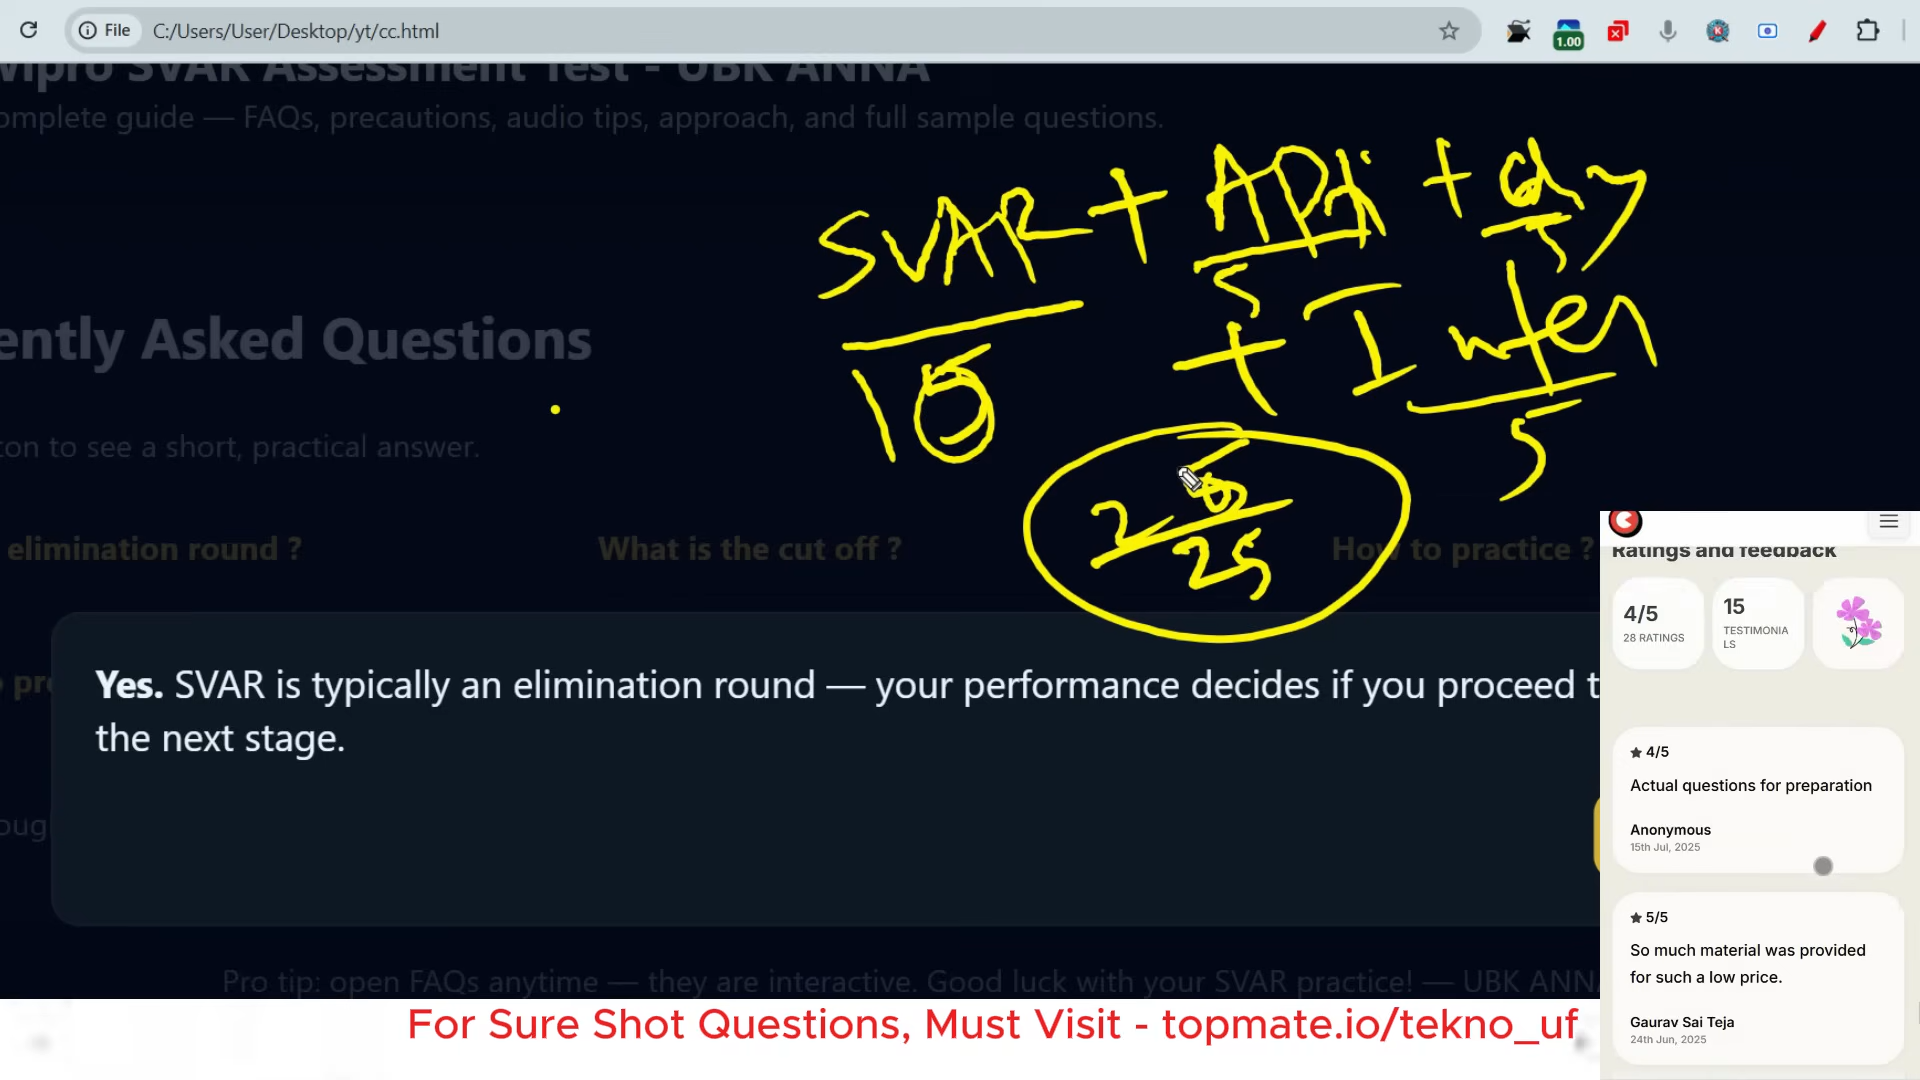 File C:/Users/User/Desktop/yt/cc.html
1.00
Wipro SVAR Assessment Test - UBK ANNA
omplete guide — FAQs, precautions, audio tips, approach, and full sample questions.
SVAR +
+
5
5
+ Inter
5
10
25
ently Asked Questions
ton to see a short, practical answer.
elimination round ?
What is the cut off ?
How to practice ?
Yes. SVAR is typically an elimination round — your performance decides if you proceed t
the next stage.
Pro tip: open FAQs anytime — they are interactive. Good luck with your SVAR practice! — UBK ANN
Ratings and feedback
4/5
28 RATINGS
15
TESTIMONIA
LS
4/5
Actual questions for preparation
Anonymous
15th Jul, 2025
5/5
So much material was provided
for such a low price.
Gaurav Sai Teja
24th Jun, 2025
For Sure Shot Questions, Must Visit - topmate.io/tekno_uf